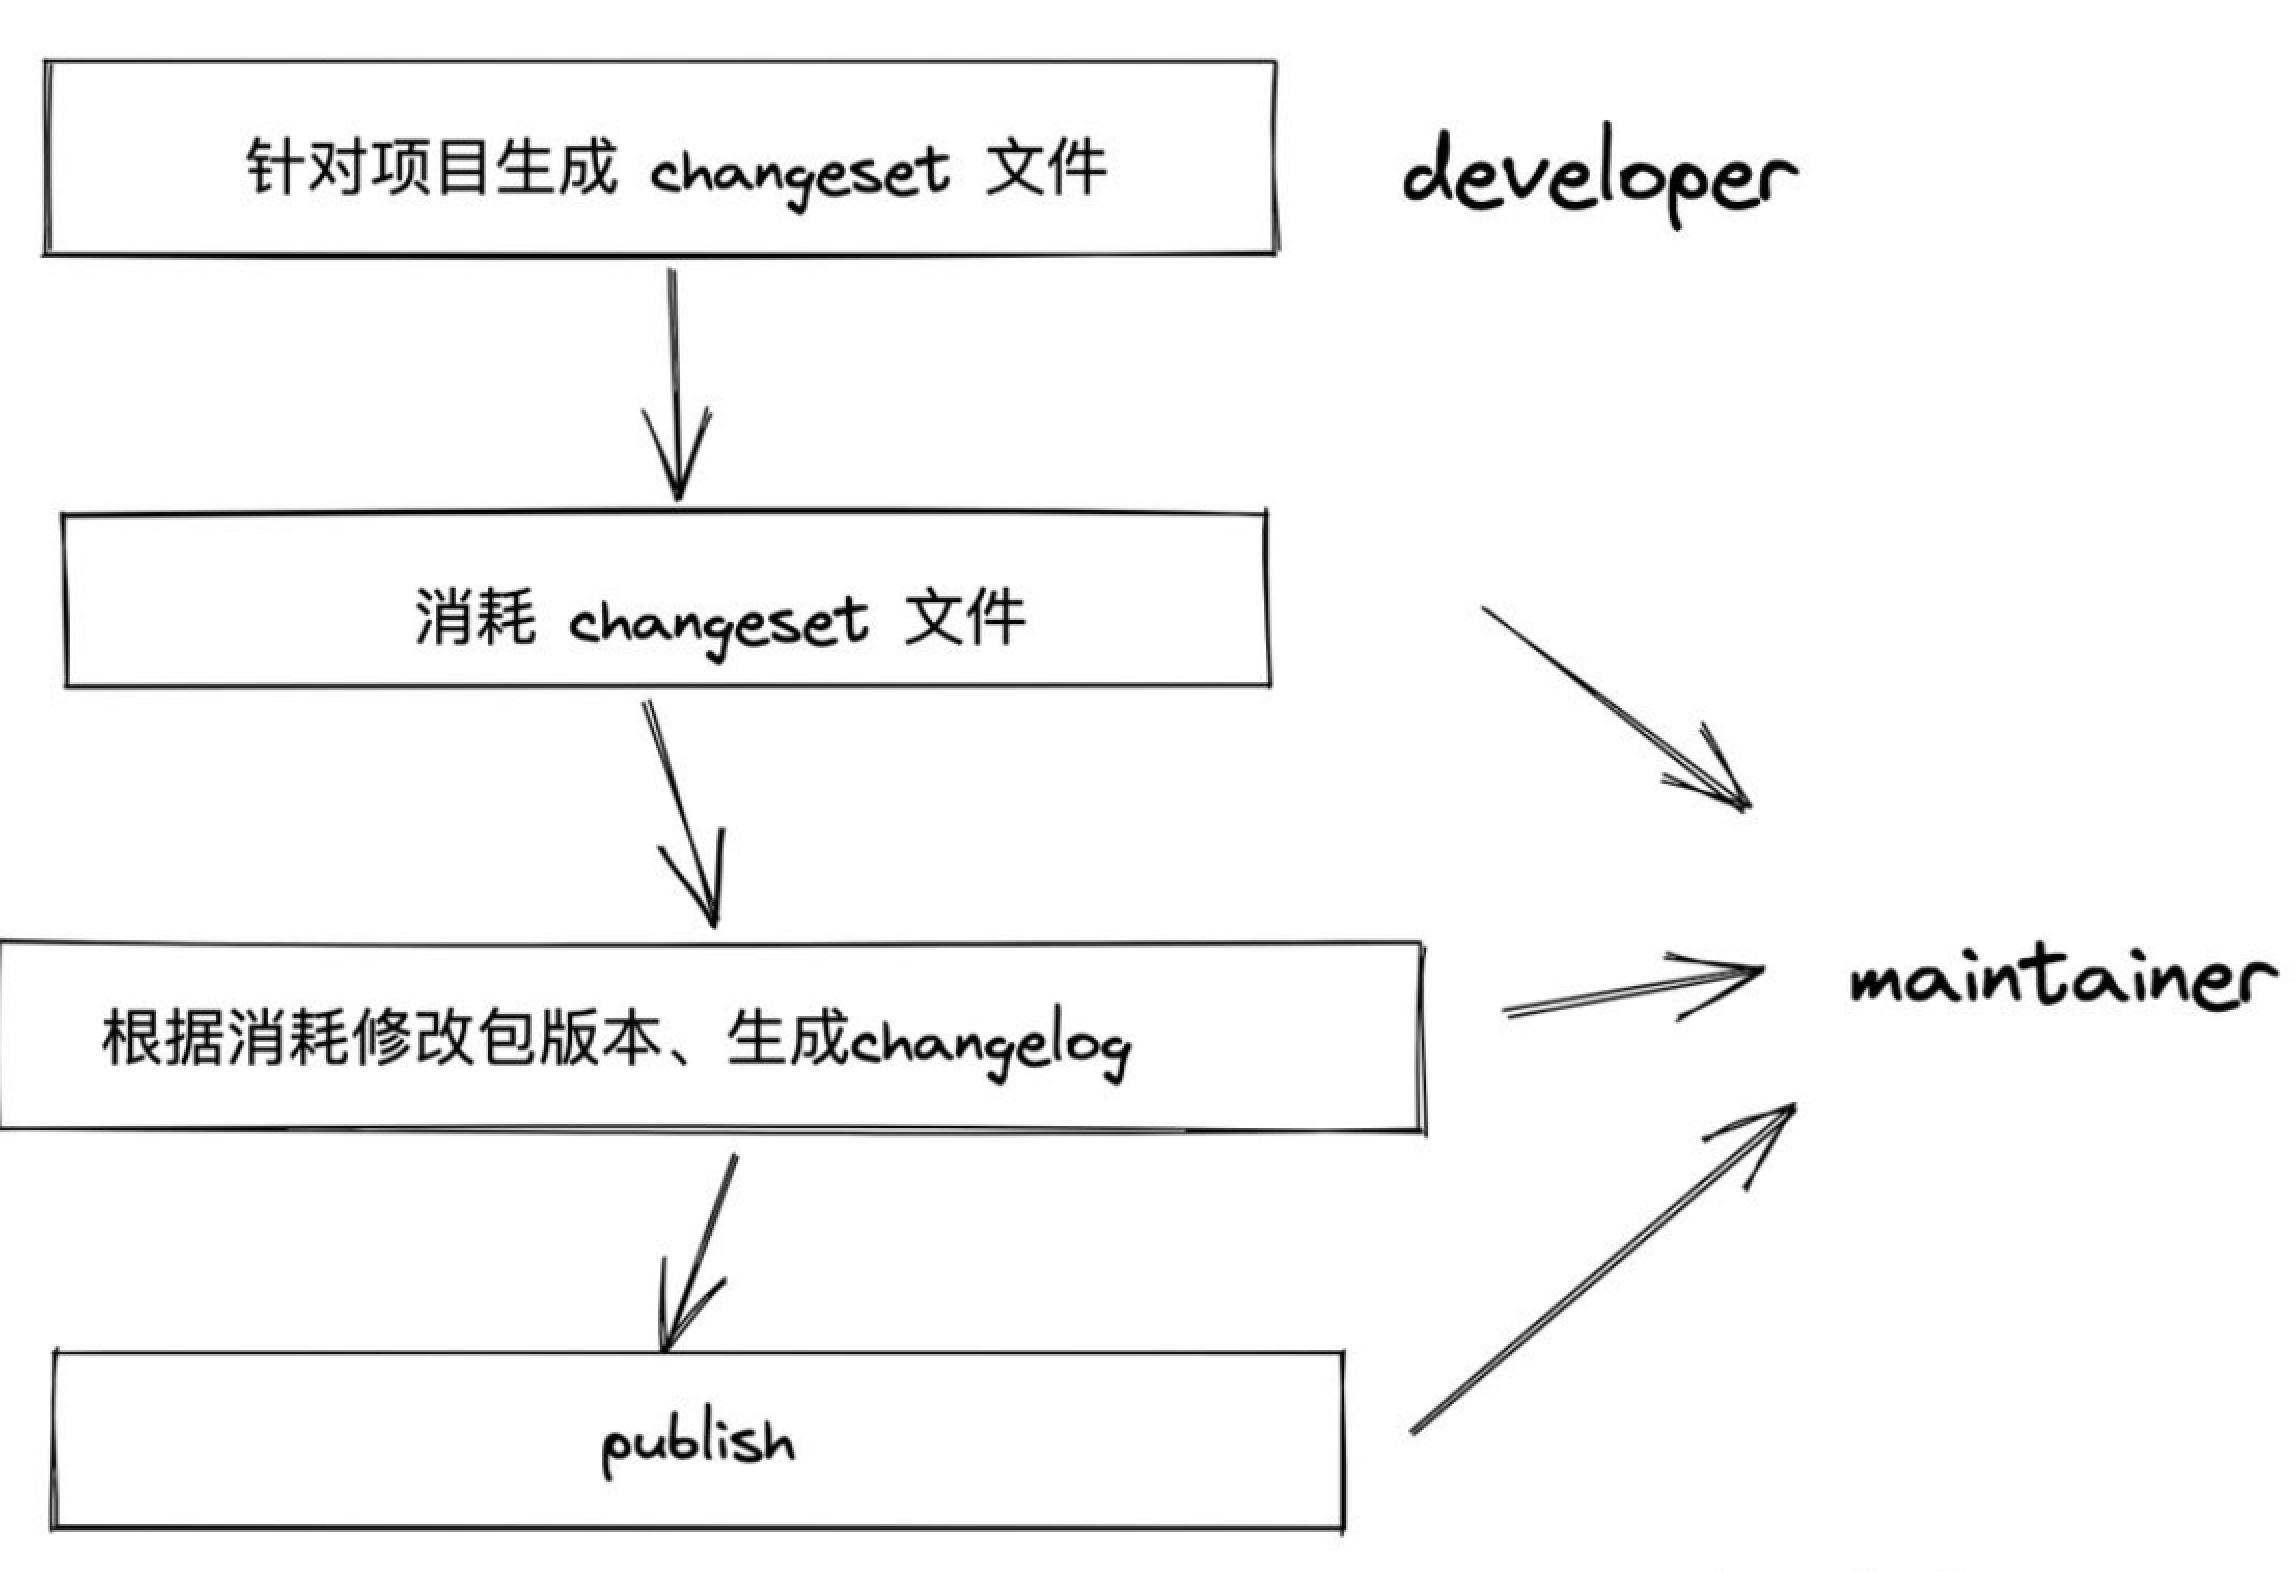 针对项目生成 changeset 文件
developer
消耗 changeset 文件
根据消耗修改包版本、生成changelog
maintainer
publish